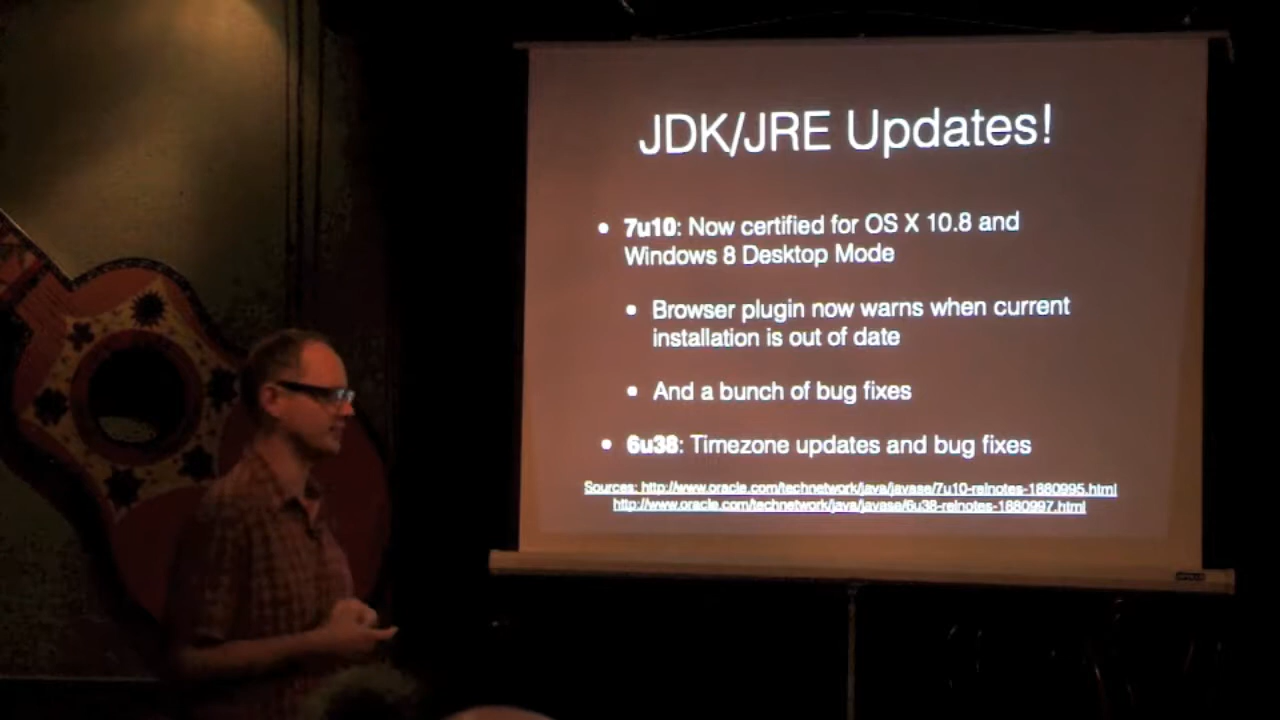 JDK/JRE Updates!
• 7u10: Now certified for OS X 10.8 and
Windows 8 Desktop Mode
• Browser plugin now warns when current
installation is out of date
• And a bunch of bug fixes
• 6u38: Timezone updates and bug fixes
Sources: http://www.oracle.com/technetwork/java/javase/7u10-relnotes-1880995.html
http://www.oracle.com/technetwork/java/javase/6u38-relnotes-1880997.html